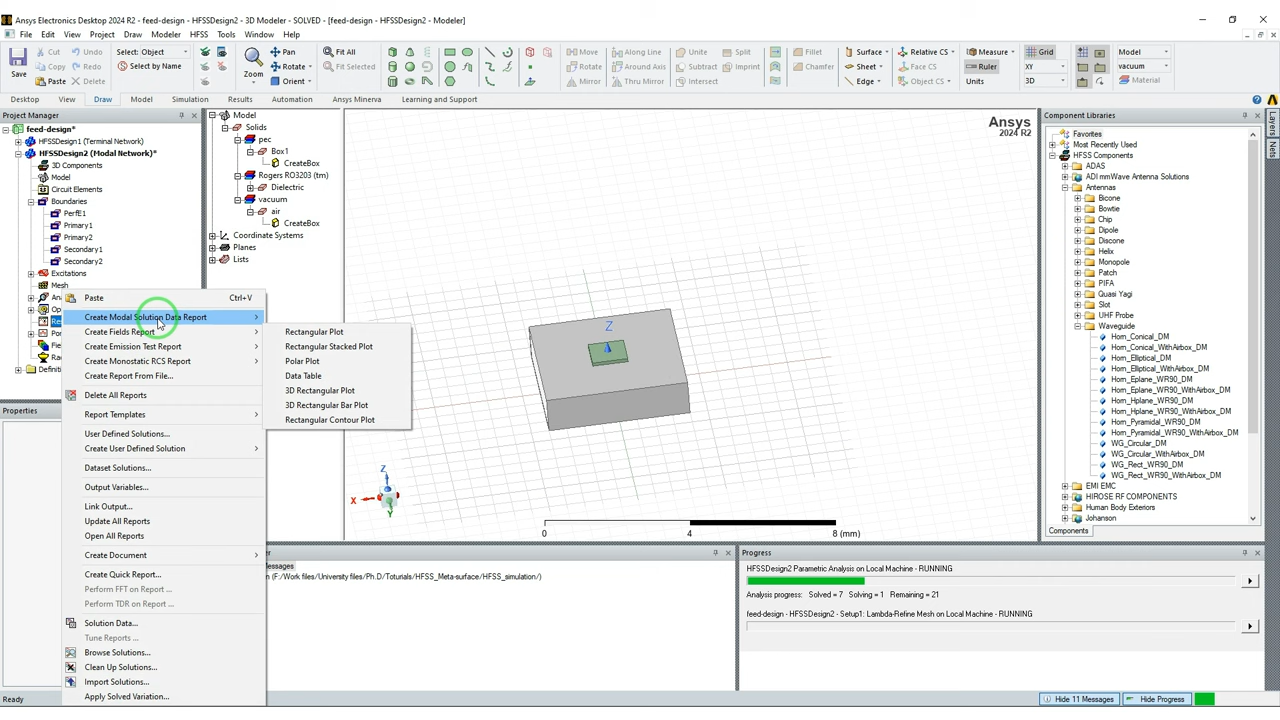 Ansys Electronics Desktop 2024 R2 - feed-design - HFSSDesign2 - 3D Modeler - SOLVED - [feed-design - HFSSDesign2 - Modeler]
File Edit View Project Draw Modeler HFSS Tools Window Help
Save
Cut
Copy
Paste
Undo
Redo
Delete
Select: Object
Select by Name
Zoom
Pan
Rotate
Orient
Fit All
Fit Selected
Move
Rotate
Mirror
Along Line
Around Axis
Thru Mirror
Unite
Subtract
Intersect
Split
Imprint
Fillet
Chamfer
Surface
Sheet
Edge
Relative CS
Face CS
Object CS
Measure
Ruler
Units
Grid
XY
3D
Model
vacuum
Material
Desktop View Draw Model Simulation Results Automation Ansys Minerva Learning and Support
Project Manager
feed-design*
HFSSDesign1 (Terminal Network)
HFSSDesign2 (Modal Network)*
3D Components
Model
Circuit Elements
Boundaries
PerfE1
Primary1
Primary2
Secondary1
Secondary2
Excitations
Mesh
Properties
Paste Ctrl+V
Create Modal Solution Data Report
Create Fields Report
Create Emission Test Report
Create Monostatic RCS Report
Create Report From File...
Delete All Reports
Report Templates
User Defined Solutions...
Create User Defined Solution
Dataset Solutions...
Output Variables...
Link Output...
Update All Reports
Open All Reports
Create Document
Create Quick Report...
Perform FFT on Report ...
Perform TDR on Report ...
Solution Data...
Tune Reports ...
Browse Solutions...
Clean Up Solutions...
Import Solutions...
Apply Solved Variation...
Rectangular Plot
Rectangular Stacked Plot
Polar Plot
Data Table
3D Rectangular Plot
3D Rectangular Bar Plot
Rectangular Contour Plot
Model
Solids
pec
Box1
CreateBox
Rogers RO3203 (tm)
Dielectric
vacuum
air
CreateBox
Coordinate Systems
Planes
Lists
Ansys
2024 R2
Z
Z
X
Y
0 4 8 (mm)
Component Libraries
Favorites
Most Recently Used
HFSS Components
ADAS
ADI mmWave Antenna Solutions
Antennas
Bicone
Bowtie
Chip
Dipole
Discone
Helix
Monopole
Patch
PIFA
Quasi Yagi
Slot
UHF Probe
Waveguide
Horn_Conical_DM
Horn_Conical_WithAirbox_DM
Horn_Elliptical_DM
Horn_Elliptical_WithAirbox_DM
Horn_Eplane_WR90_DM
Horn_Eplane_WR90_WithAirbox_DM
Horn_Hplane_WR90_DM
Horn_Hplane_WR90_WithAirbox_DM
Horn_Pyramidal_WR90_DM
Horn_Pyramidal_WR90_WithAirbox_DM
WG_Circular_DM
WG_Circular_WithAirbox_DM
WG_Rect_WR90_DM
WG_Rect_WR90_WithAirbox_DM
EMI EMC
HIROSE RF COMPONENTS
Human Body Exteriors
Johanson
Components
Layers
Nets
(F:/Work files/University files/Ph.D/Toturials/HFSS_Meta-surface/HFSS_simulation/)
Progress
HFSSDesign2 Parametric Analysis on Local Machine - RUNNING
Analysis progress: Solved = 7 Solving = 1 Remaining = 21
feed-design - HFSSDesign2 - Setup1: Lambda-Refine Mesh on Local Machine - RUNNING
Ready
Hide 11 Messages
Hide Progress